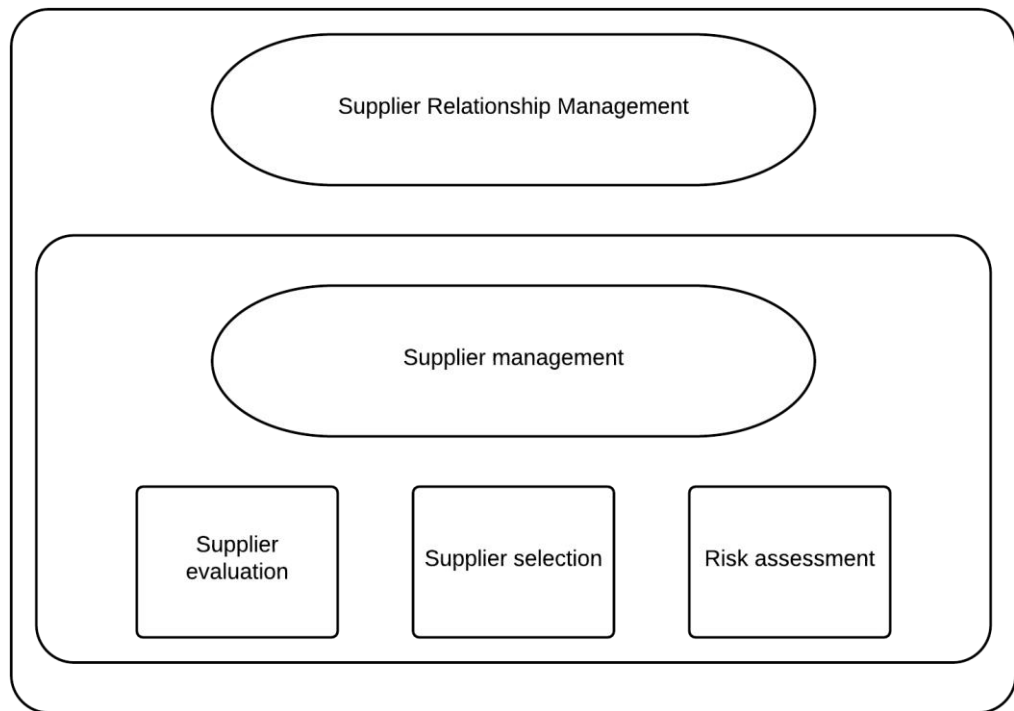 Supplier Relationship Management
Supplier management
Supplier
evaluation
Supplier selection
Risk assessment